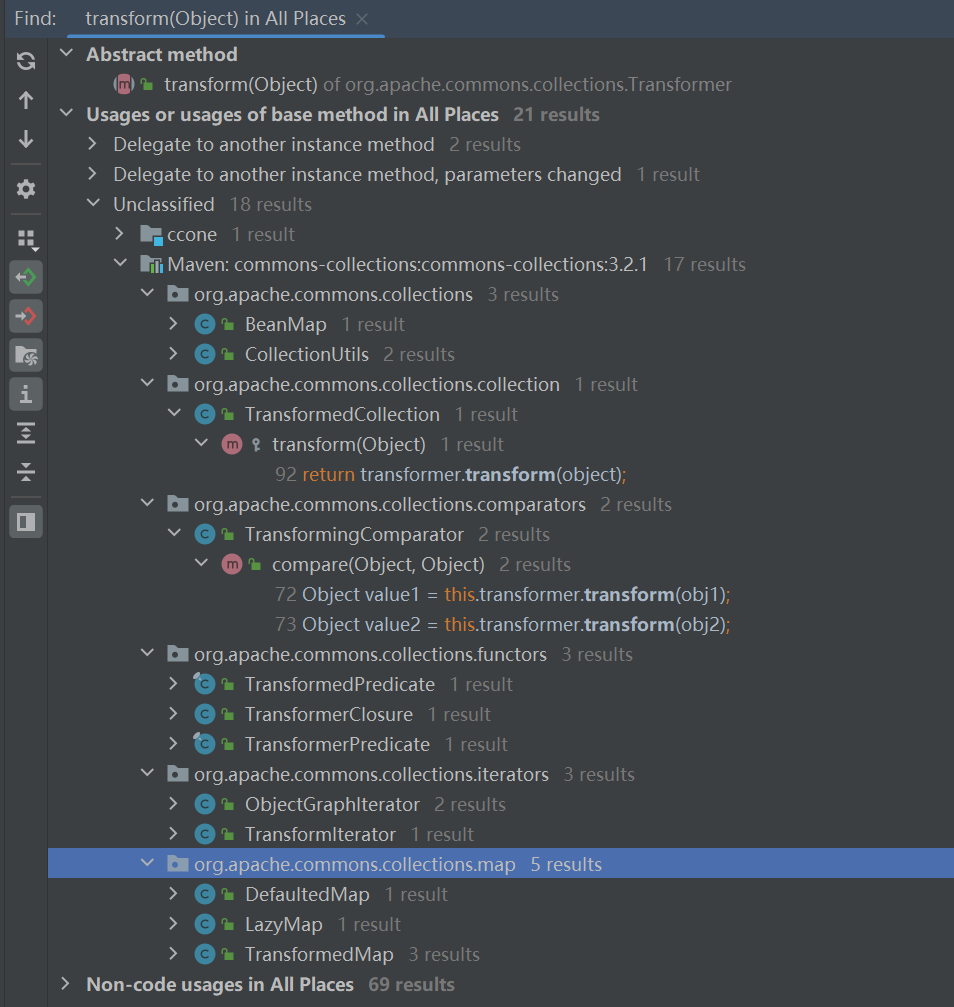 Find: transform(Object) in All Places
Abstract method
transform(Object) of org.apache.commons.collections.Transformer
Usages or usages of base method in All Places 21 results
Delegate to another instance method 2 results
Delegate to another instance method, parameters changed 1 result
Unclassified 18 results
ccone 1 result
Maven: commons-collections:commons-collections:3.2.1 17 results
org.apache.commons.collections 3 results
BeanMap 1 result
CollectionUtils 2 results
org.apache.commons.collections.collection 1 result
TransformedCollection 1 result
transform(Object) 1 result
92 return transformer.transform(object);
org.apache.commons.collections.comparators 2 results
TransformingComparator 2 results
compare(Object, Object) 2 results
72 Object value1 = this.transformer.transform(obj1);
73 Object value2 = this.transformer.transform(obj2);
org.apache.commons.collections.functors 3 results
TransformedPredicate 1 result
TransformerClosure 1 result
TransformerPredicate 1 result
org.apache.commons.collections.iterators 3 results
ObjectGraphIterator 2 results
TransformIterator 1 result
org.apache.commons.collections.map 5 results
DefaultedMap 1 result
LazyMap 1 result
TransformedMap 3 results
Non-code usages in All Places 69 results